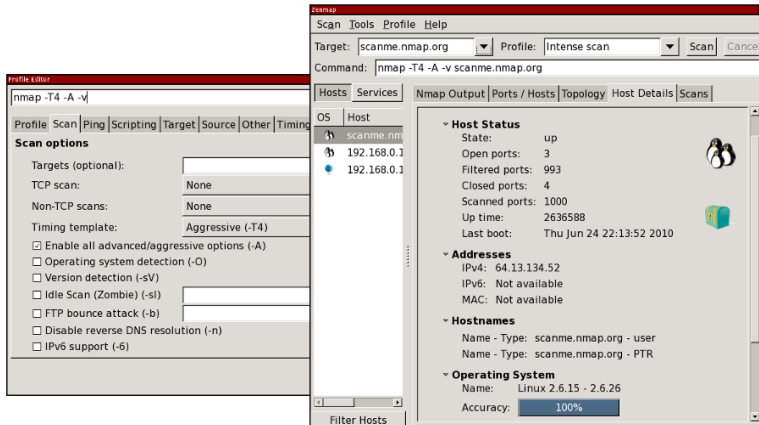 Profile Editor
nmap -T4 -A -v
Profile Scan Ping Scripting Target Source Other Timing
Scan options
Targets (optional):
TCP scan: None
Non-TCP scans: None
Timing template: Aggressive (-T4)
Enable all advanced/aggressive options (-A)
Operating system detection (-O)
Version detection (-sV)
Idle Scan (Zombie) (-sI)
FTP bounce attack (-b)
Disable reverse DNS resolution (-n)
IPv6 support (-6)
Zenmap
Scan Tools Profile Help
Target: scanme.nmap.org Profile: Intense scan Scan Cance
Command: nmap -T4 -A -v scanme.nmap.org
Hosts Services
OS Host
scanme.nm
192.168.0.1
192.168.0.1
Filter Hosts
Nmap Output Ports / Hosts Topology Host Details Scans
Host Status
State: up
Open ports: 3
Filtered ports: 993
Closed ports: 4
Scanned ports: 1000
Up time: 2636588
Last boot: Thu Jun 24 22:13:52 2010
Addresses
IPv4: 64.13.134.52
IPv6: Not available
MAC: Not available
Hostnames
Name - Type: scanme.nmap.org - user
Name - Type: scanme.nmap.org - PTR
Operating System
Name: Linux 2.6.15 - 2.6.26
Accuracy: 100%